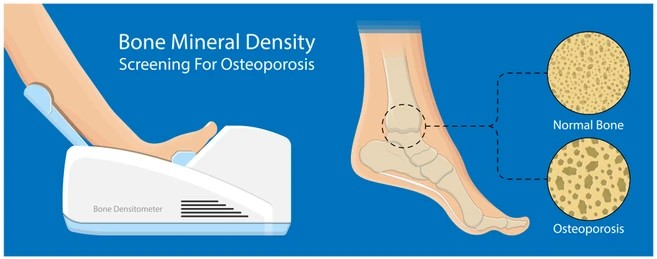 Bone Mineral Density
Screening For Osteoporosis
Bone Densitometer
Normal Bone
Osteoporosis